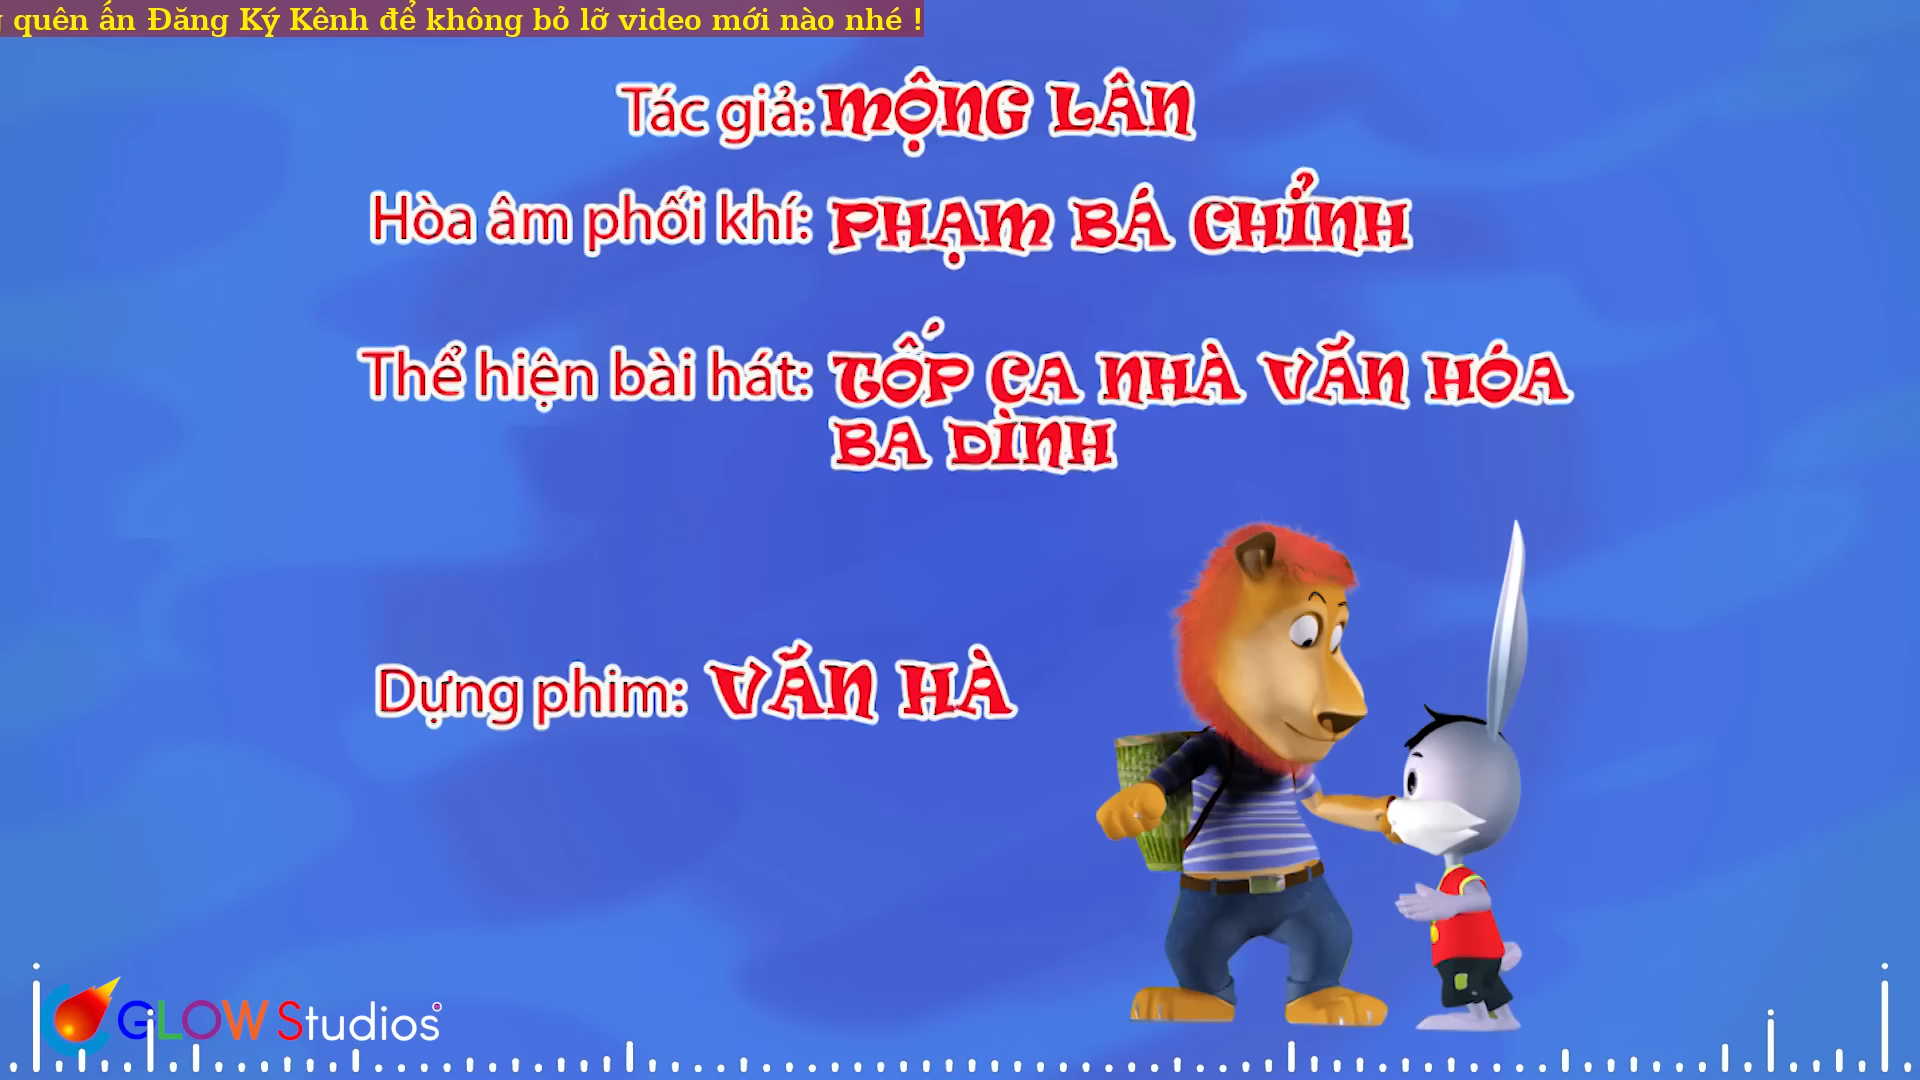 quên ấn Đăng Ký Kênh để không bỏ lỡ video mới nào nhé !
Tác giả: MỘNG LÂN
Hòa âm phối khí: PHẠM BÁ CHỈNH
Thể hiện bài hát: TỐP CA NHÀ VĂN HÓA
BA DÌNH
Dựng phim: VĂN HÀ
GLOW Studios